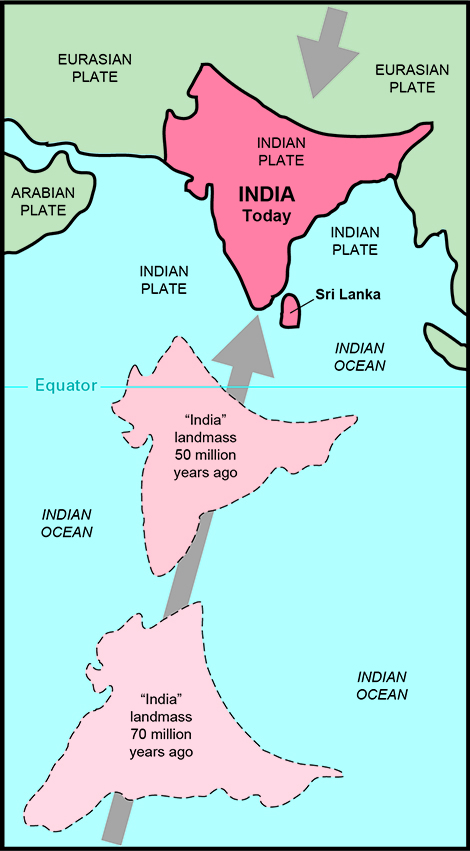 EURASIAN
PLATE
EURASIAN
PLATE
INDIAN
PLATE
ARABIAN
PLATE
INDIA
Today
INDIAN
PLATE
INDIAN
PLATE
Sri Lanka
INDIAN
OCEAN
Equator
“India”
landmass
50 million
years ago
INDIAN
OCEAN
INDIAN
OCEAN
“India”
landmass
70 million
years ago